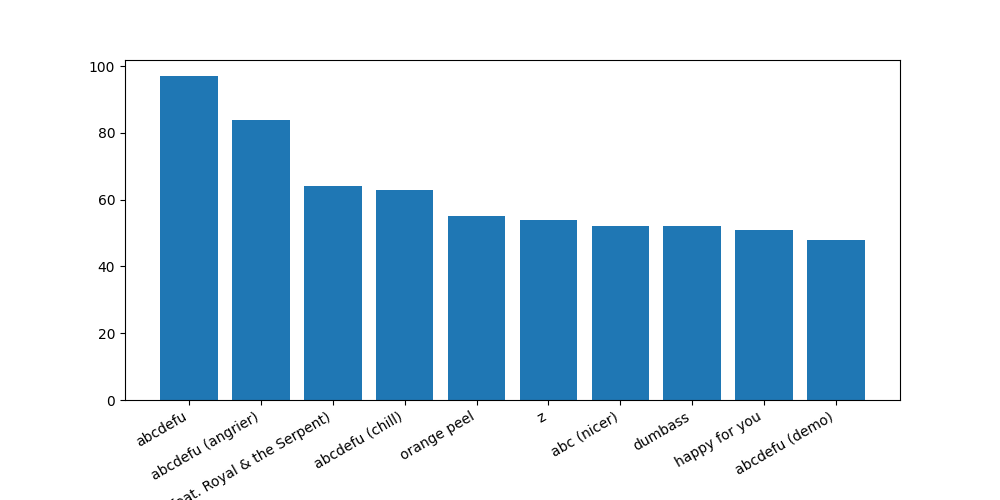 100
80
60
40
20
0
abcdefu
abcdefu (angrier)
Royal & the Serpent)
abcdefu (chill)
orange peel
z
abc (nicer)
dumbass
happy for you
abcdefu (demo)